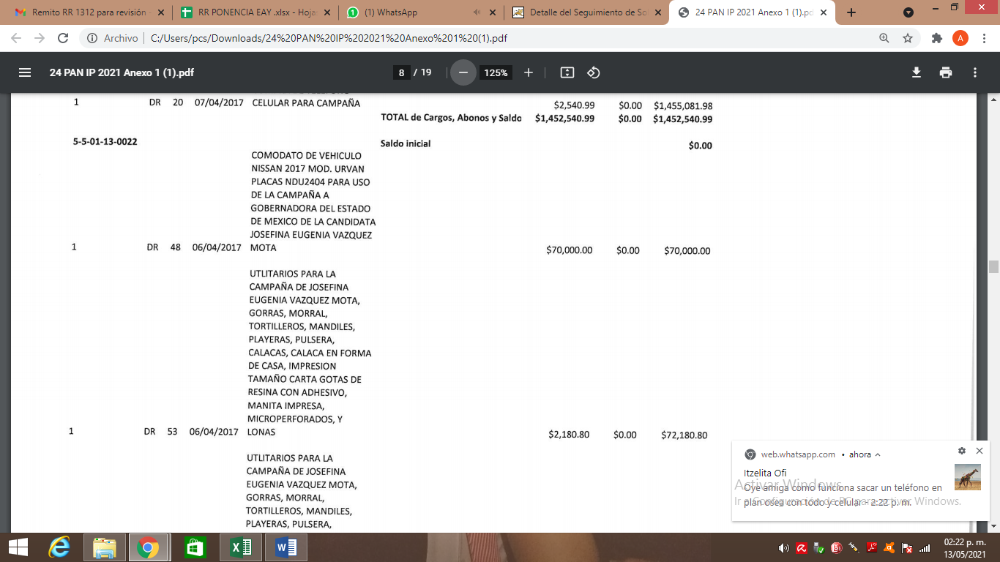 Remito RR 1312 para revisión
RR PONENCIA EAY .xlsx - Hojas
(1) WhatsApp
Detalle del Seguimiento de So
24 PAN IP 2021 Anexo 1 (1).pd
Archivo
C:/Users/pcs/Downloads/24%20PAN%20IP%202021%20Anexo%201%20(1).pdf
A
24 PAN IP 2021 Anexo 1 (1).pdf
8 / 19
125%
1 DR 20 07/04/2017 CELULAR PARA CAMPAÑA $2,540.99 $0.00 $1,455,081.98
TOTAL de Cargos, Abonos y Saldo $1,452,540.99 $0.00 $1,452,540.99
5-5-01-13-0022 Saldo inicial $0.00
COMODATO DE VEHICULO
NISSAN 2017 MOD. URVAN
PLACAS NDU2404 PARA USO
DE LA CAMPAÑA A
GOBERNADORA DEL ESTADO
DE MEXICO DE LA CANDIDATA
JOSEFINA EUGENIA VAZQUEZ
1 DR 48 06/04/2017 MOTA $70,000.00 $0.00 $70,000.00
UTLITARIOS PARA LA
CAMPAÑA DE JOSEFINA
EUGENIA VAZQUEZ MOTA,
GORRAS, MORRAL,
TORTILLEROS, MANDILES,
PLAYERAS, PULSERA,
CALACAS, CALACA EN FORMA
DE CASA, IMPRESION
TAMAÑO CARTA GOTAS DE
RESINA CON ADHESIVO,
MANITA IMPRESA,
MICROPERFORADOS, Y
1 DR 53 06/04/2017 LONAS $2,180.80 $0.00 $72,180.80
UTLITARIOS PARA LA
CAMPAÑA DE JOSEFINA
EUGENIA VAZQUEZ MOTA,
GORRAS, MORRAL,
TORTILLEROS, MANDILES,
PLAYERAS, PULSERA,
web.whatsapp.com • ahora
Itzelita Ofi
Oye amiga como funciona sacar un teléfono en
plan osea con todo y celular - 2:22 p. m.
Activar Windows
Ir a Configuración de PC para activar Windows.
02:22 p. m.
13/05/2021